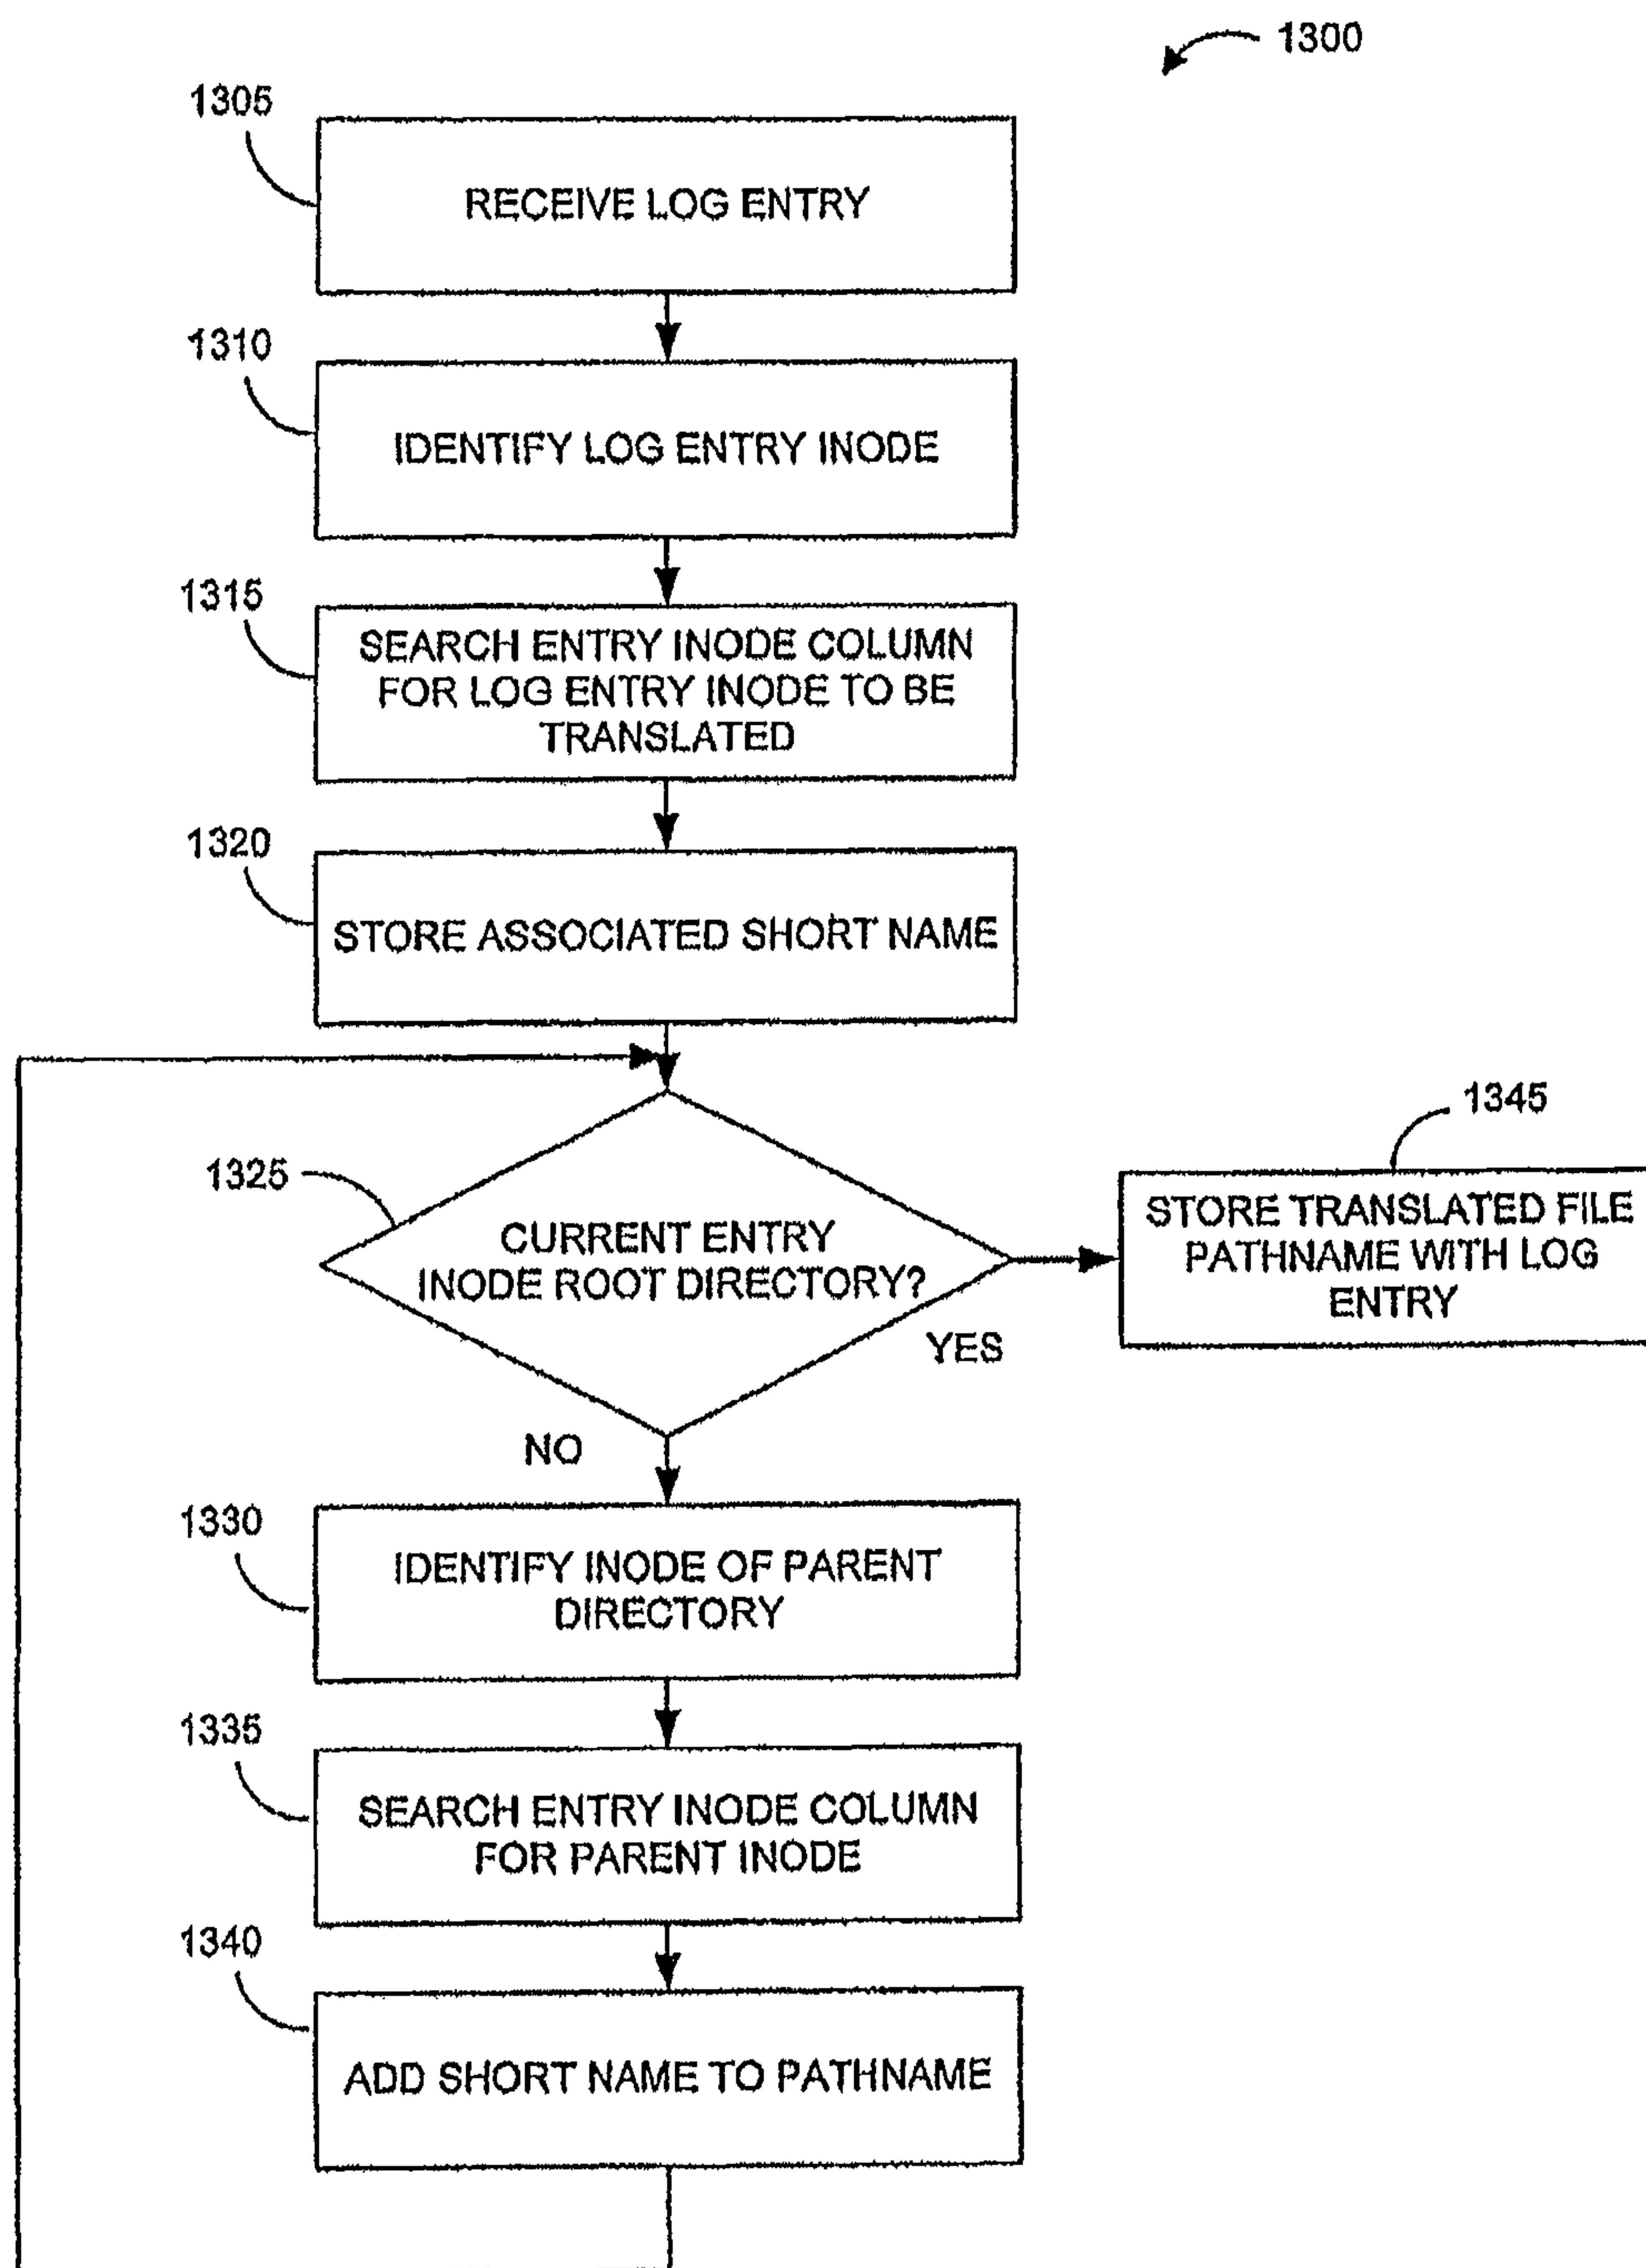 1300
1305
RECEIVE LOG ENTRY
1310
IDENTIFY LOG ENTRY INODE
1315
SEARCH ENTRY INODE COLUMN
FOR LOG ENTRY INODE TO BE
TRANSLATED
1320
STORE ASSOCIATED SHORT NAME
1325
CURRENT ENTRY
INODE ROOT DIRECTORY?
YES
NO
1345
STORE TRANSLATED FILE
PATHNAME WITH LOG
ENTRY
1330
IDENTIFY INODE OF PARENT
DIRECTORY
1335
SEARCH ENTRY INODE COLUMN
FOR PARENT INODE
1340
ADD SHORT NAME TO PATHNAME